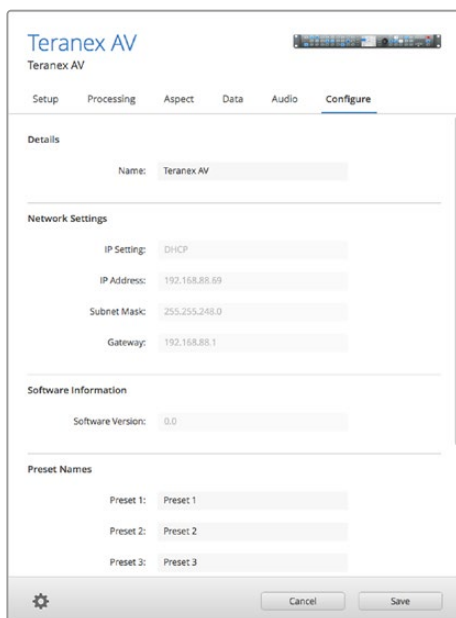 Teranex AV
Teranex AV
Setup Processing Aspect Data Audio Configure
Details
Name: Teranex AV
Network Settings
IP Setting: DHCP
IP Address: 192.168.88.69
Subnet Mask: 255.255.248.0
Gateway: 192.168.88.1
Software Information
Software Version: 0.0
Preset Names
Preset 1: Preset 1
Preset 2: Preset 2
Preset 3: Preset 3
Cancel Save